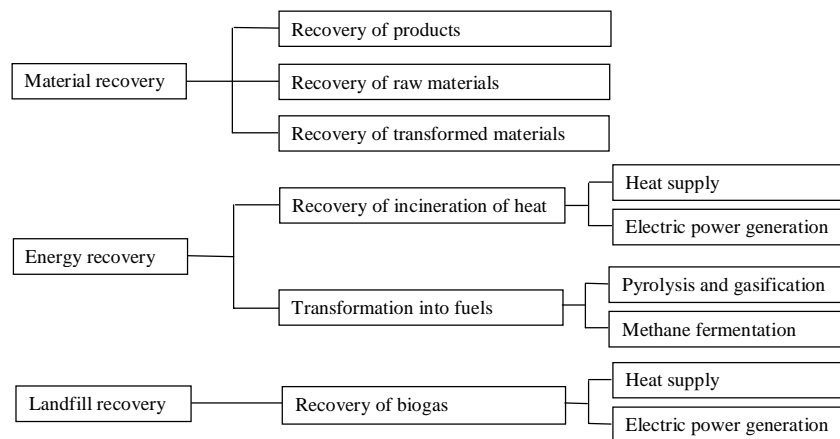 Material recovery
Recovery of products
Recovery of raw materials
Recovery of transformed materials
Energy recovery
Recovery of incineration of heat
Heat supply
Electric power generation
Transformation into fuels
Pyrolysis and gasification
Methane fermentation
Landfill recovery
Recovery of biogas
Heat supply
Electric power generation